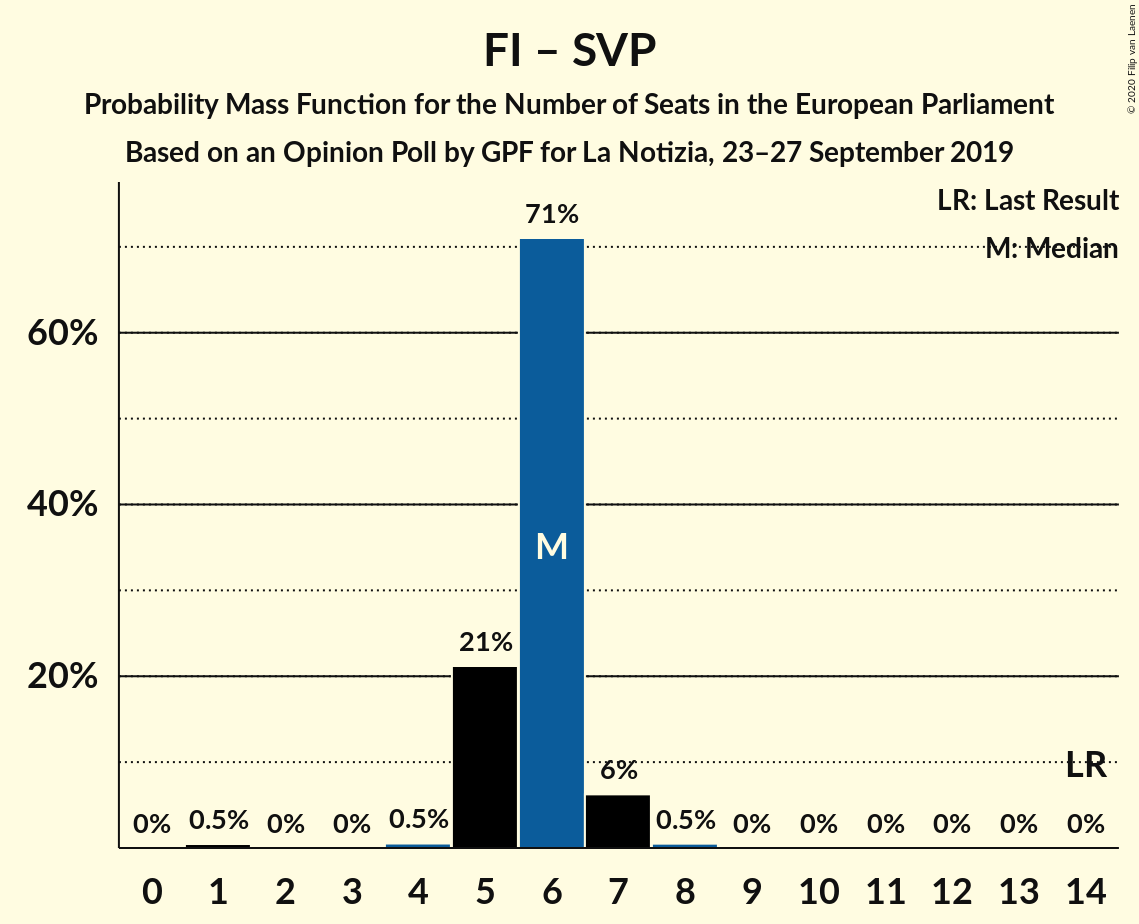 FI – SVP
Probability Mass Function for the Number of Seats in the European Parliament
Based on an Opinion Poll by GPF for La Notizia, 23–27 September 2019
© 2020 Filip van Laenen
LR: Last Result
M: Median
60%
40%
20%
0% 0.5% 0% 0% 0.5% 21% 71% 6% 0.5% 0% 0% 0% 0% 0% 0%
M
LR
0 1 2 3 4 5 6 7 8 9 10 11 12 13 14